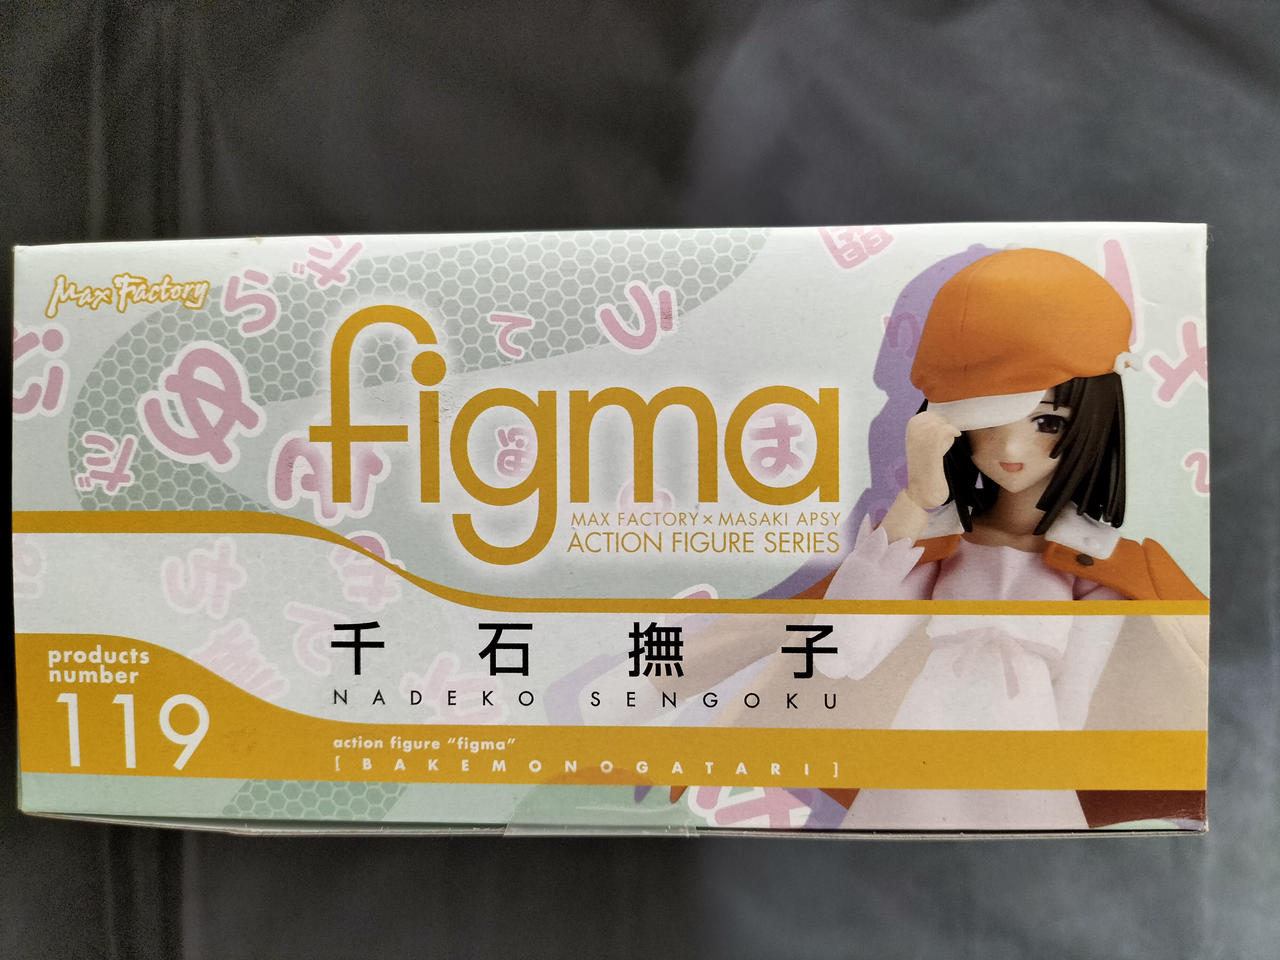 Max Factory
figma
MAX FACTORY×MASAKI APSY
ACTION FIGURE SERIES
千石撫子
NADEKO SENGOKU
products
number
119
action figure "figma"
[BAKEMONOGATARI]